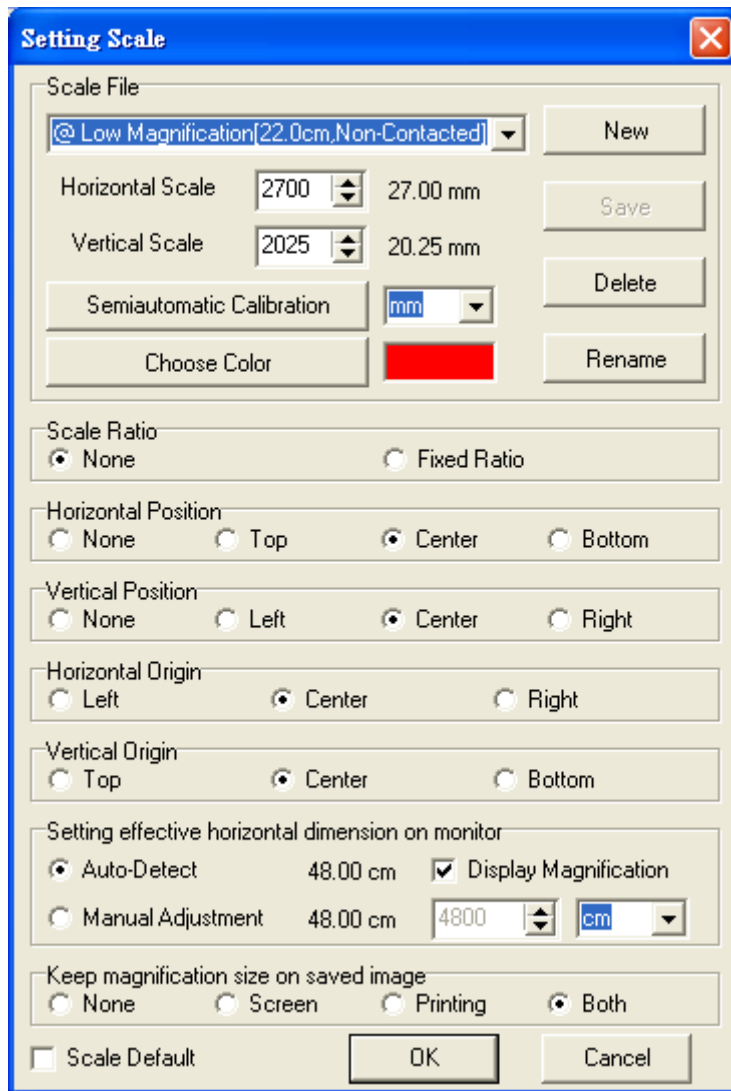 Setting Scale
Scale File
@ Low Magnification[22.0cm,Non-Contacted]
New
Horizontal Scale 2700 27.00 mm
Save
Vertical Scale 2025 20.25 mm
Delete
Semiautomatic Calibration mm
Choose Color
Rename
Scale Ratio
None Fixed Ratio
Horizontal Position
None Top Center Bottom
Vertical Position
None Left Center Right
Horizontal Origin
Left Center Right
Vertical Origin
Top Center Bottom
Setting effective horizontal dimension on monitor
Auto-Detect 48.00 cm Display Magnification
Manual Adjustment 48.00 cm 4800 cm
Keep magnification size on saved image
None Screen Printing Both
Scale Default OK Cancel